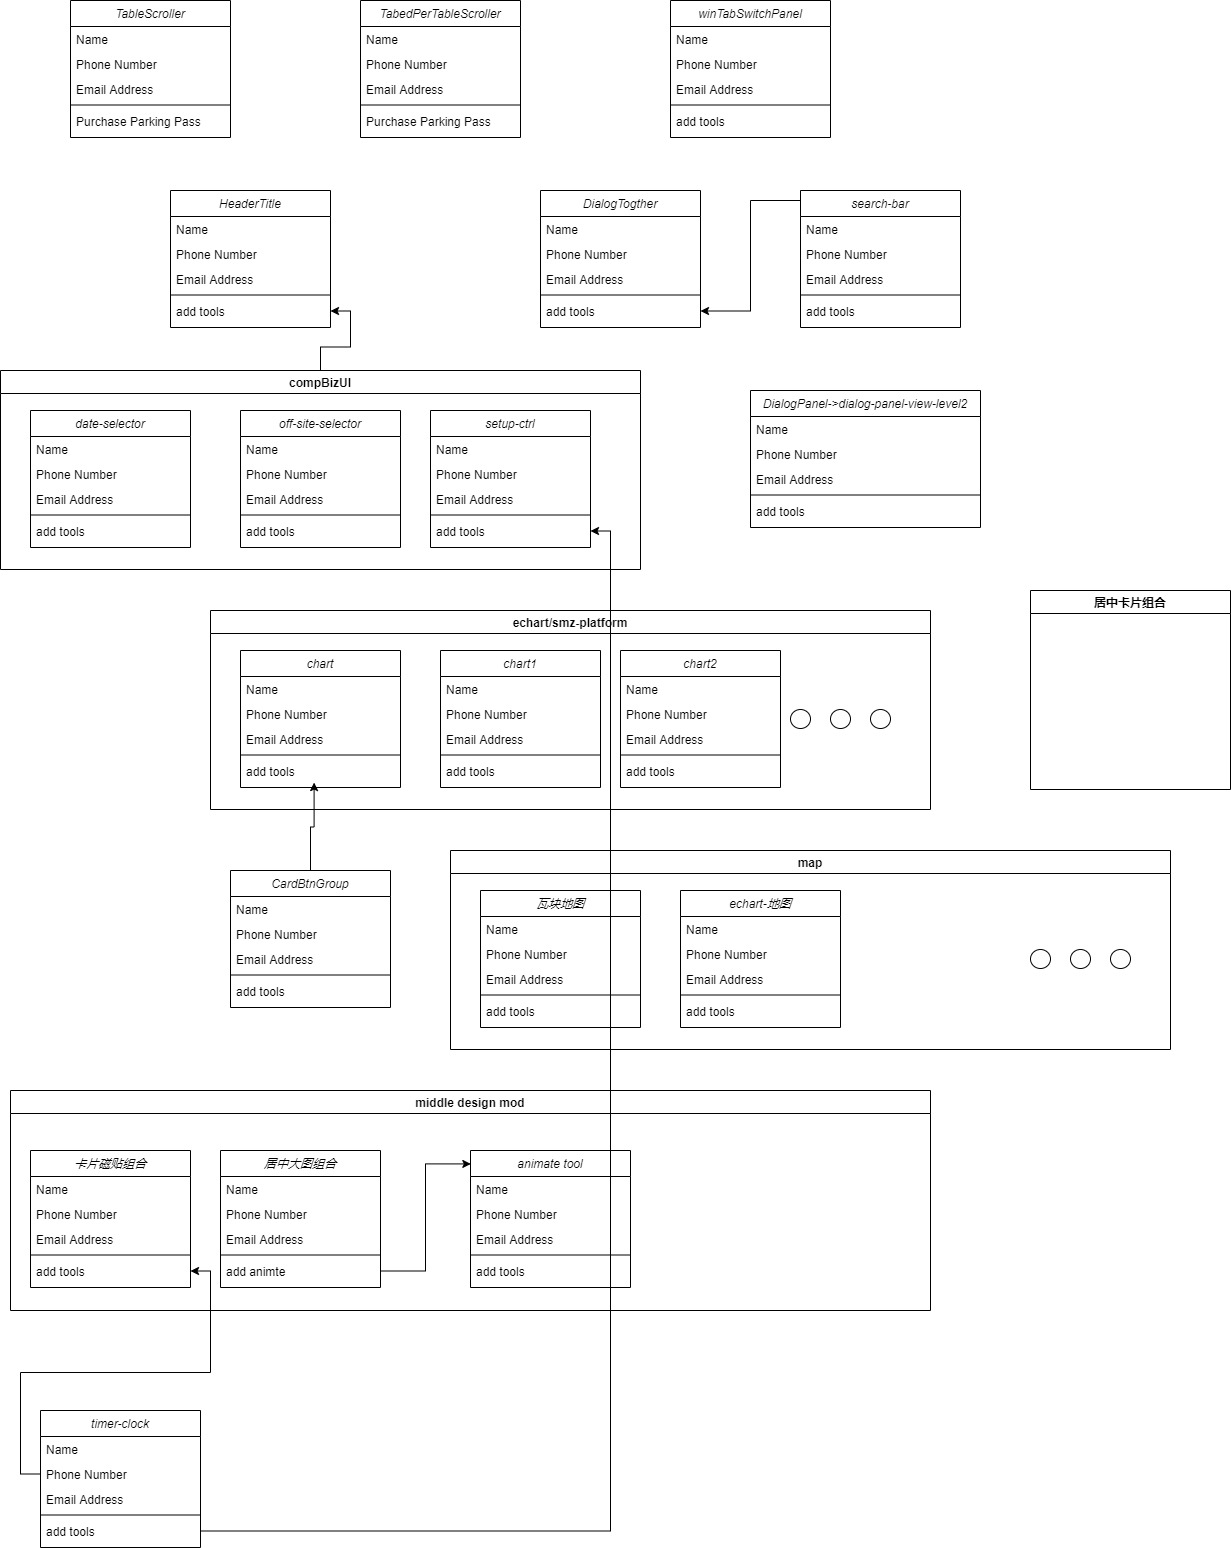 TableScroller
Name
Phone Number
Email Address
Purchase Parking Pass
TabedPerTableScroller
Name
Phone Number
Email Address
Purchase Parking Pass
winTabSwitchPanel
Name
Phone Number
Email Address
add tools
HeaderTitle
Name
Phone Number
Email Address
add tools
DialogTogther
Name
Phone Number
Email Address
add tools
search-bar
Name
Phone Number
Email Address
add tools
compBizUI
date-selector
Name
Phone Number
Email Address
add tools
off-site-selector
Name
Phone Number
Email Address
add tools
setup-ctrl
Name
Phone Number
Email Address
add tools
DialogPanel->dialog-panel-view-level2
Name
Phone Number
Email Address
add tools
居中卡片组合
echart/smz-platform
chart
Name
Phone Number
Email Address
add tools
chart1
Name
Phone Number
Email Address
add tools
chart2
Name
Phone Number
Email Address
add tools
CardBtnGroup
Name
Phone Number
Email Address
add tools
map
瓦块地图
Name
Phone Number
Email Address
add tools
echart-地图
Name
Phone Number
Email Address
add tools
middle design mod
卡片磁贴组合
Name
Phone Number
Email Address
add tools
居中大图组合
Name
Phone Number
Email Address
add animte
animate tool
Name
Phone Number
Email Address
add tools
timer-clock
Name
Phone Number
Email Address
add tools